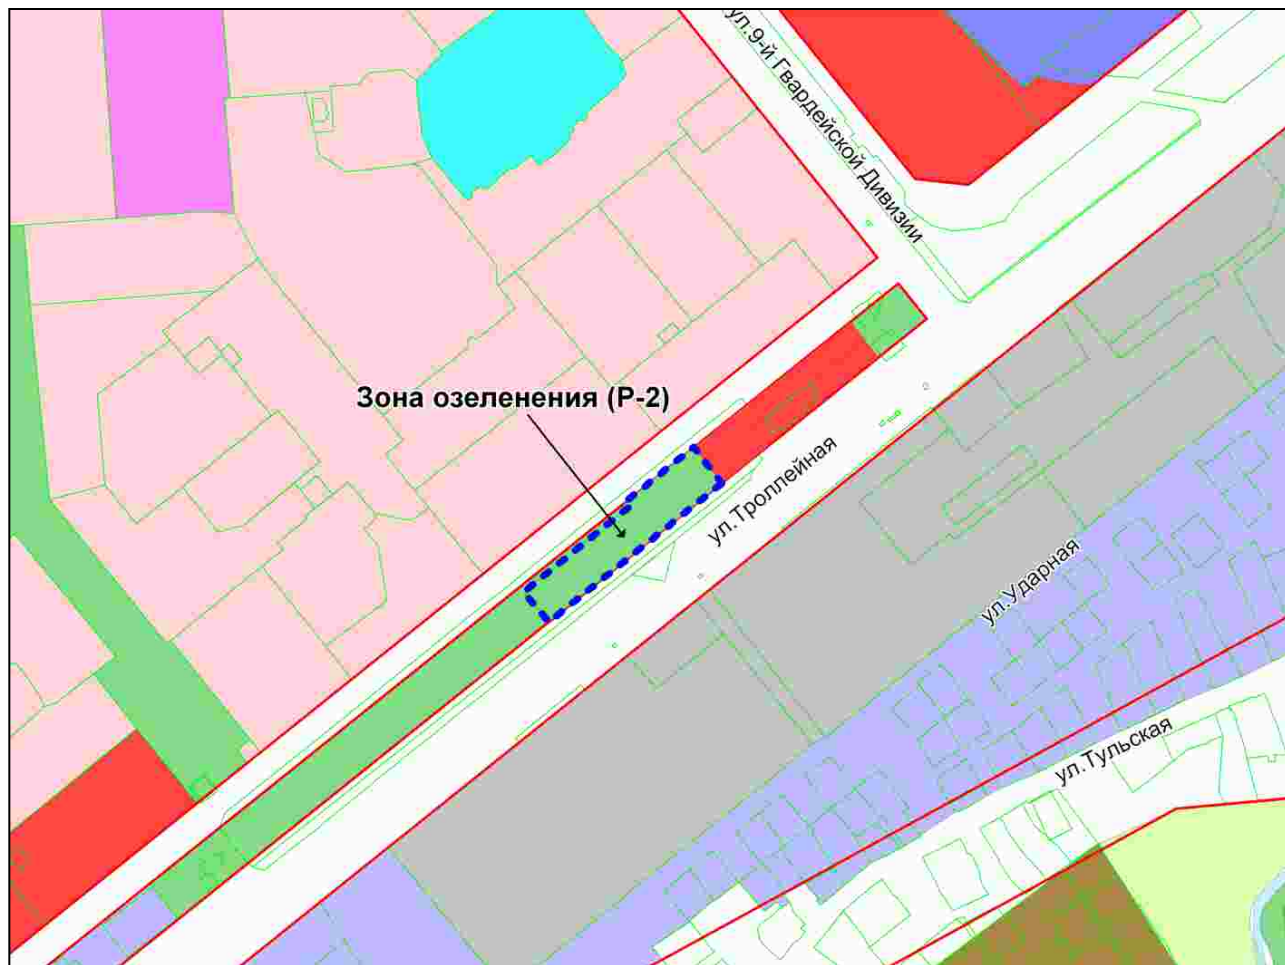 ул.9-й Гвардейской Дивизии
Зона озеленения (Р-2)
ул.Троллейная
ул.Ударная
ул.Тульская